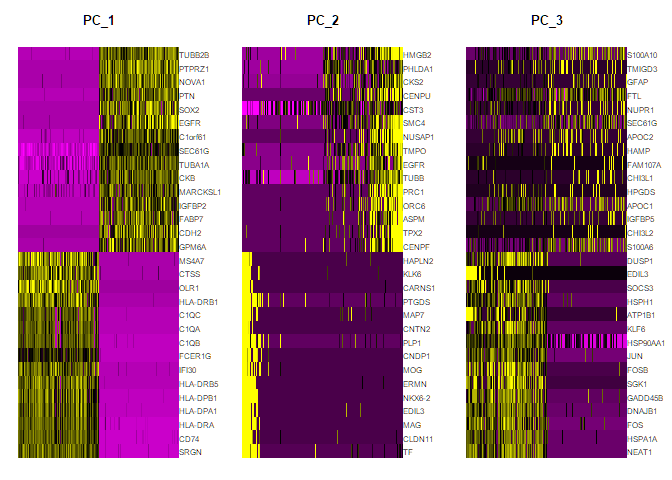 PC_1
TUBB2B
PTPRZ1
NOVA1
PTN
SOX2
EGFR
C1orf61
SEC61G
TUBA1A
CKB
MARCKSL1
IGFBP2
FABP7
CDH2
GPM6A
MS4A7
CTSS
OLR1
HLA-DRB1
C1QC
C1QA
C1QB
FCER1G
IFI30
HLA-DRB5
HLA-DPB1
HLA-DPA1
HLA-DRA
CD74
SRGN
PC_2
HMGB2
PHLDA1
CKS2
CENPU
CST3
SMC4
NUSAP1
TMPO
EGFR
TUBB
PRC1
ORC6
ASPM
TPX2
CENPF
HAPLN2
KLK6
CARNS1
PTGDS
MAP7
CNTN2
PLP1
CNDP1
MOG
ERMN
NKX6-2
EDIL3
MAG
CLDN11
TF
PC_3
S100A10
TMIGD3
GFAP
FTL
NUPR1
SEC61G
APOC2
HAMP
FAM107A
CHI3L1
HPGDS
APOC1
IGFBP5
CHI3L2
S100A6
DUSP1
EDIL3
SOCS3
HSPH1
ATP1B1
KLF6
HSP90AA1
JUN
FOSB
SGK1
GADD45B
DNAJB1
FOS
HSPA1A
NEAT1